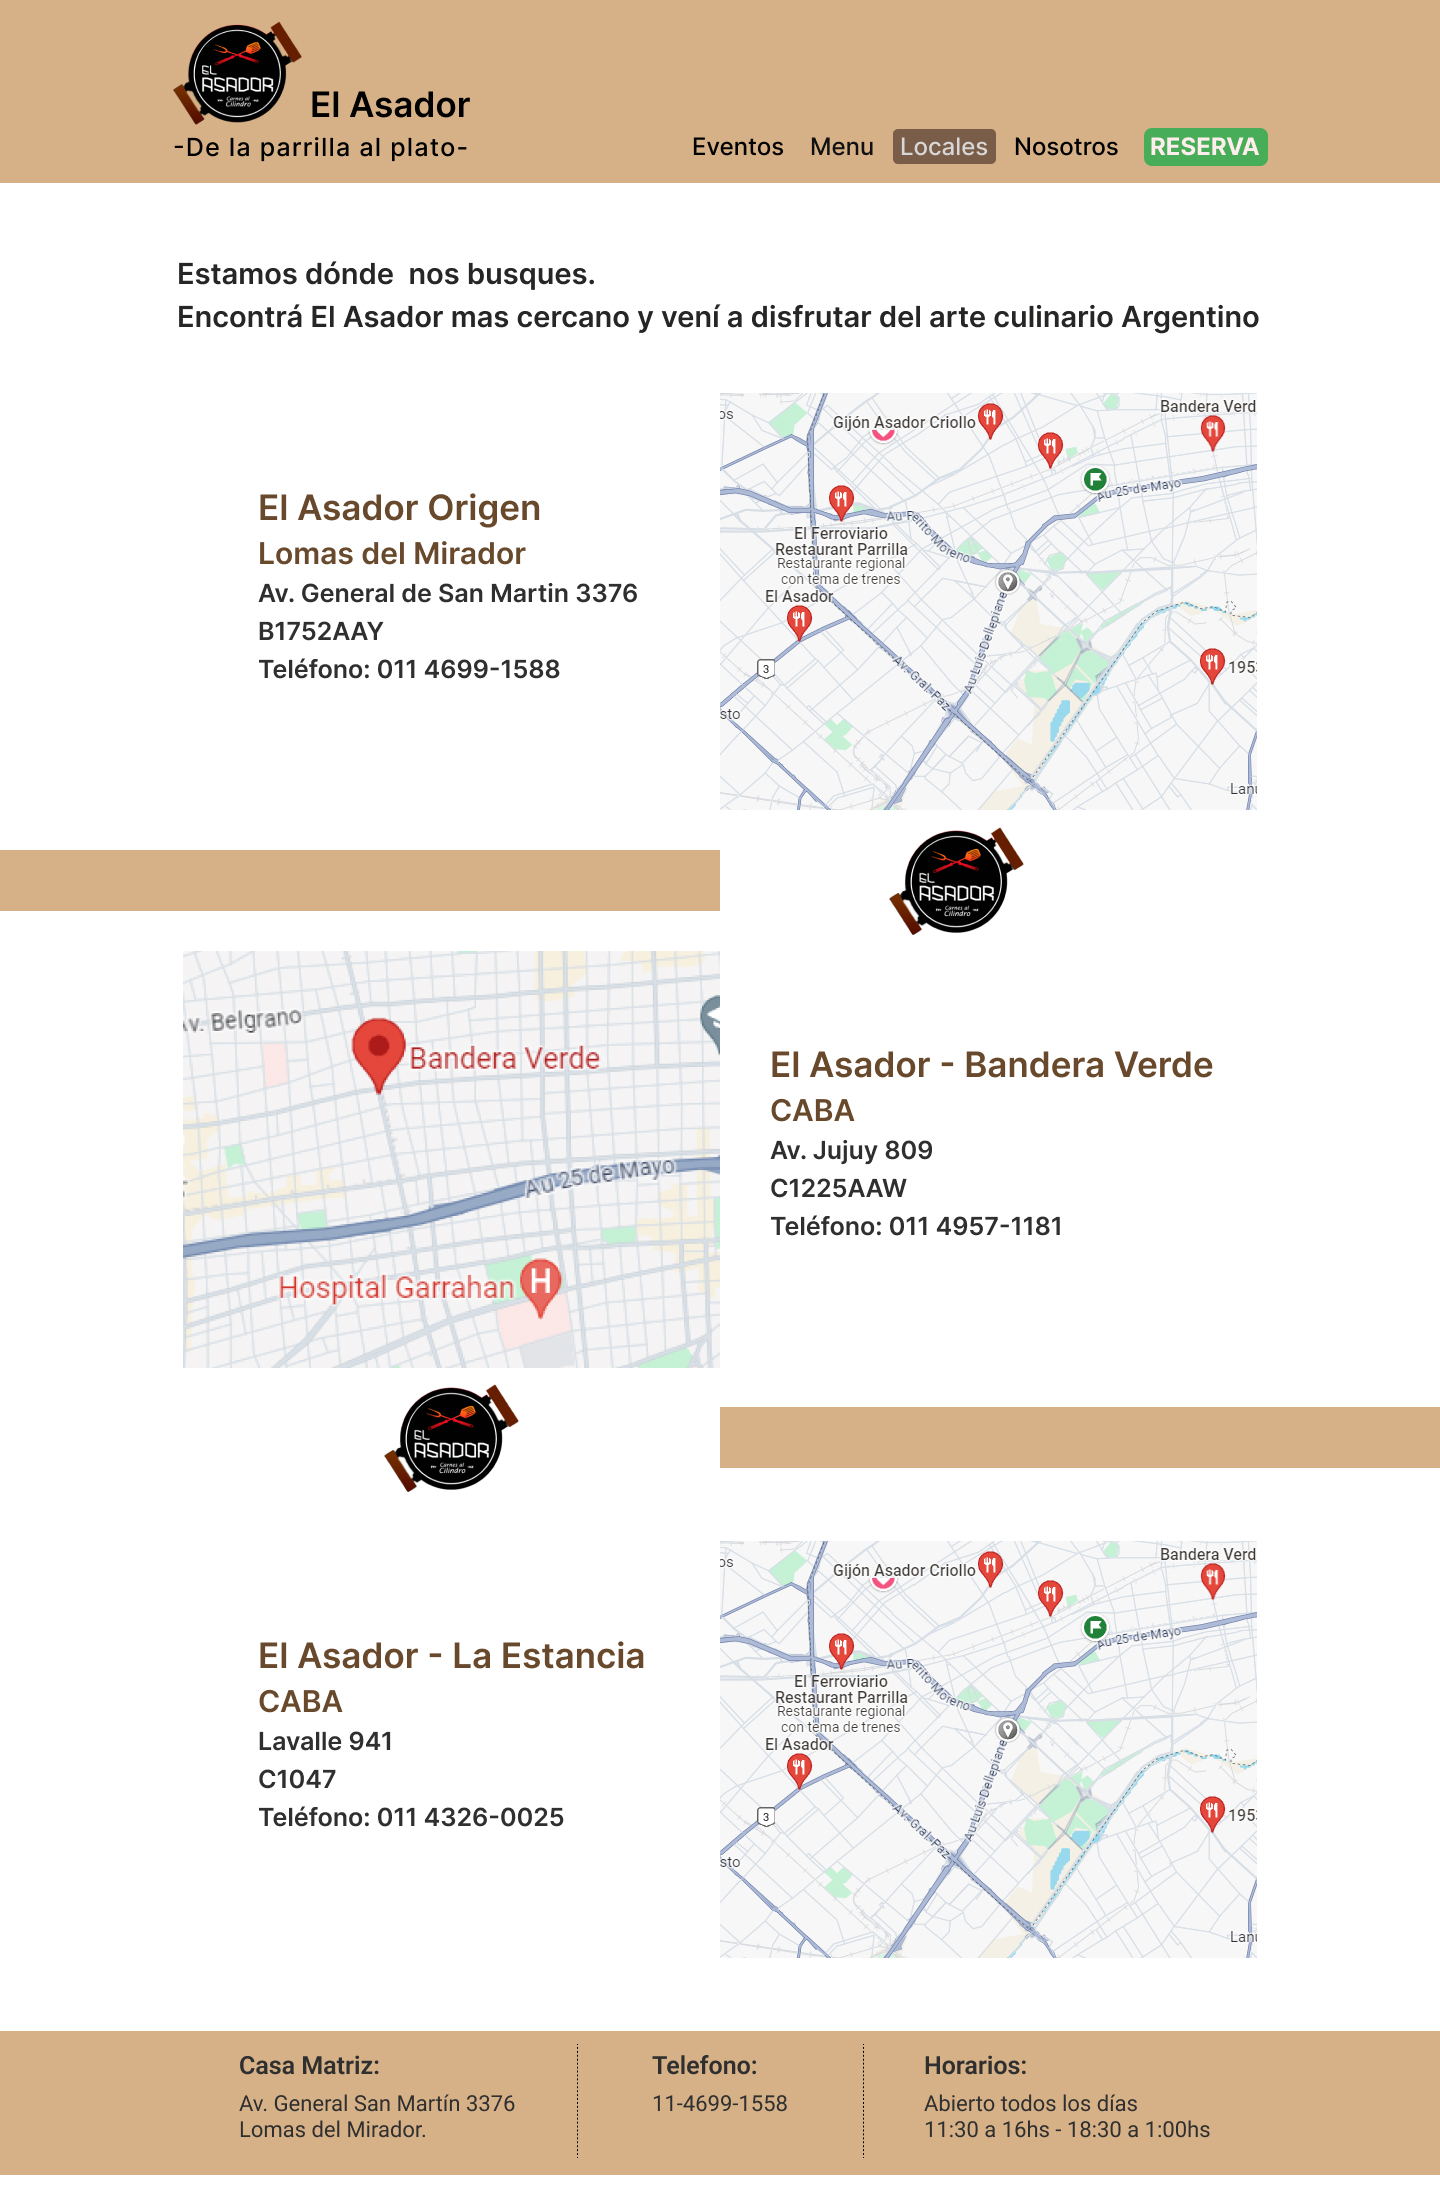 EL
ASADOR
Carnes al
Cilindro
El Asador
-De la parrilla al plato-
Eventos
Menu
Locales
Nosotros
RESERVA
Estamos dónde  nos busques.
Encontrá El Asador mas cercano y vení a disfrutar del arte culinario Argentino
El Asador Origen
Lomas del Mirador
Av. General de San Martin 3376
B1752AAY
Teléfono: 011 4699-1588
os
Gijón Asador Criollo
Bandera Verd
Au 25 de Mayo
Au Perito Moreno
El Ferroviario
Restaurant Parrilla
Restaurante regional
con tema de trenes
El Asador
Au Luis Dellepiane
Av. Gral. Paz
3
195
sto
Lanú
EL
ASADOR
Carnes al
Cilindro
Av. Belgrano
Bandera Verde
Au 25 de Mayo
Hospital Garrahan
H
El Asador - Bandera Verde
CABA
Av. Jujuy 809
C1225AAW
Teléfono: 011 4957-1181
EL
ASADOR
Carnes al
Cilindro
El Asador - La Estancia
CABA
Lavalle 941
C1047
Teléfono: 011 4326-0025
os
Gijón Asador Criollo
Bandera Verd
Au 25 de Mayo
Au Perito Moreno
El Ferroviario
Restaurant Parrilla
Restaurante regional
con tema de trenes
El Asador
Au Luis Dellepiane
Av. Gral. Paz
3
195
sto
Lanú
Casa Matriz:
Av. General San Martín 3376
Lomas del Mirador.
Telefono:
11-4699-1558
Horarios:
Abierto todos los días
11:30 a 16hs - 18:30 a 1:00hs